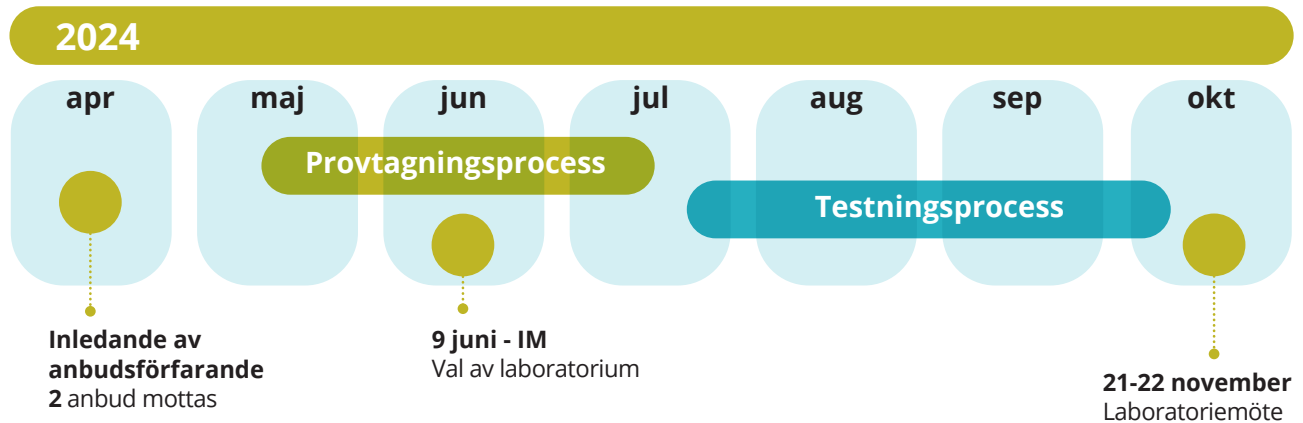 2024
apr
maj
jun
jul
aug
sep
okt
Provtagningsprocess
Testningsprocess
Inledande av
anbudsförfarande
2 anbud mottas
9 juni - IM
Val av laboratorium
21-22 november
Laboratoriemöte